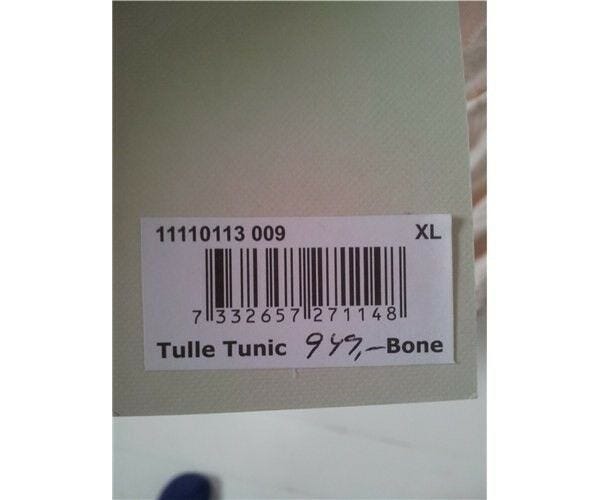 11110113 009 XL
7 332657 271148
Tulle Tunic 949,- Bone